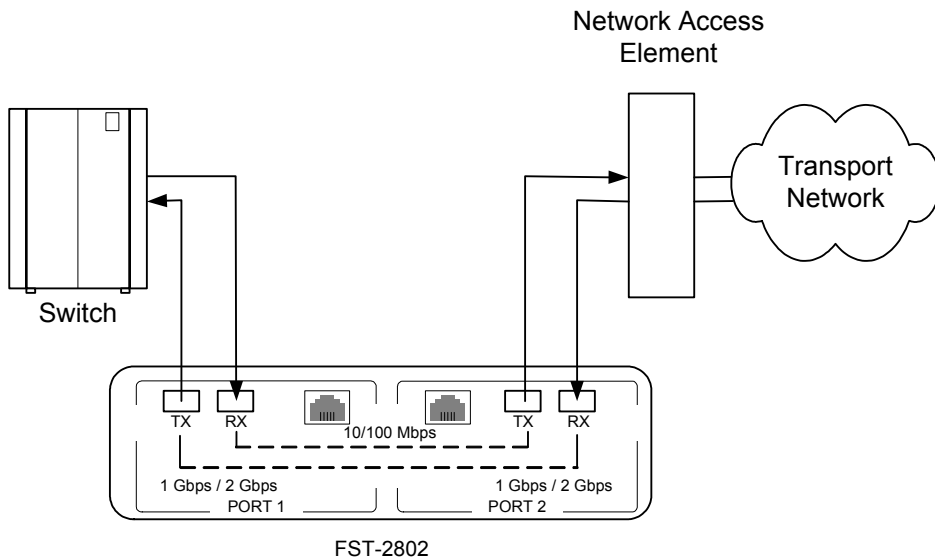 Network Access
Element
Transport
Network
Switch
TX
RX
TX
RX
10/100 Mbps
1 Gbps / 2 Gbps
1 Gbps / 2 Gbps
PORT 1
PORT 2
FST-2802